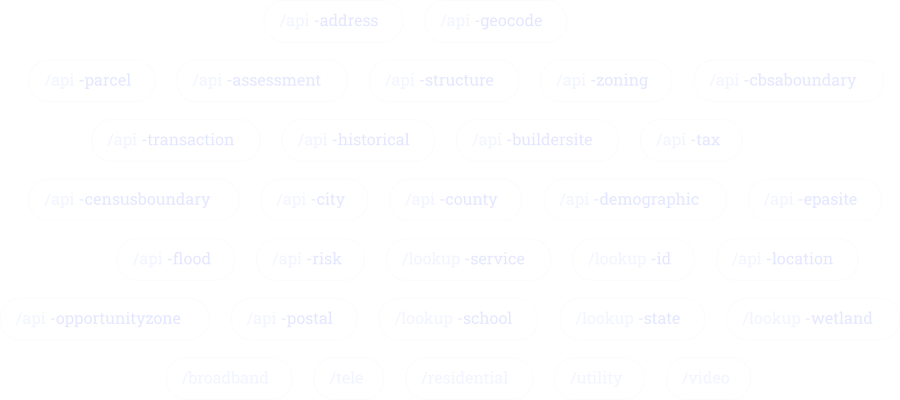 /api -address /api -geocode
/api -parcel /api -assessment /api -structure /api -zoning /api -cbsaboundary
/api -transaction /api -historical /api -buildersite /api -tax
/api -censusboundary /api -city /api -county /api -demographic /api -epasite
/api -flood /api -risk /lookup -service /lookup -id /api -location
/api -opportunityzone /api -postal /lookup -school /lookup -state /lookup -wetland
/broadband /tele /residential /utility /video